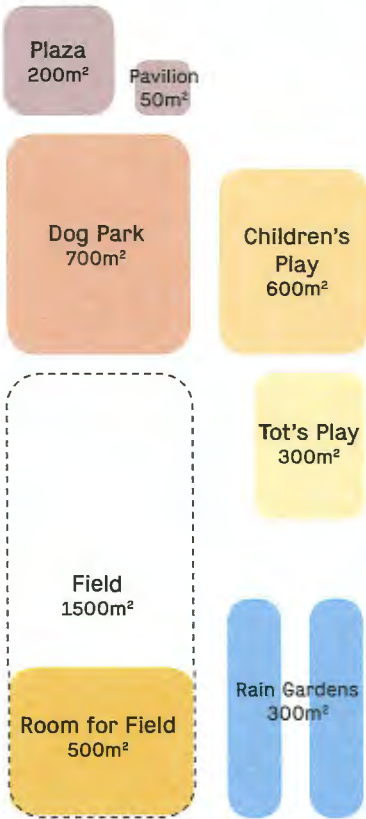 Plaza
200m²
Pavilion
50m²
Dog Park
700m²
Children's
Play
600m²
Tot's Play
300m²
Field
1500m²
Rain Gardens
300m²
Room for Field
500m²